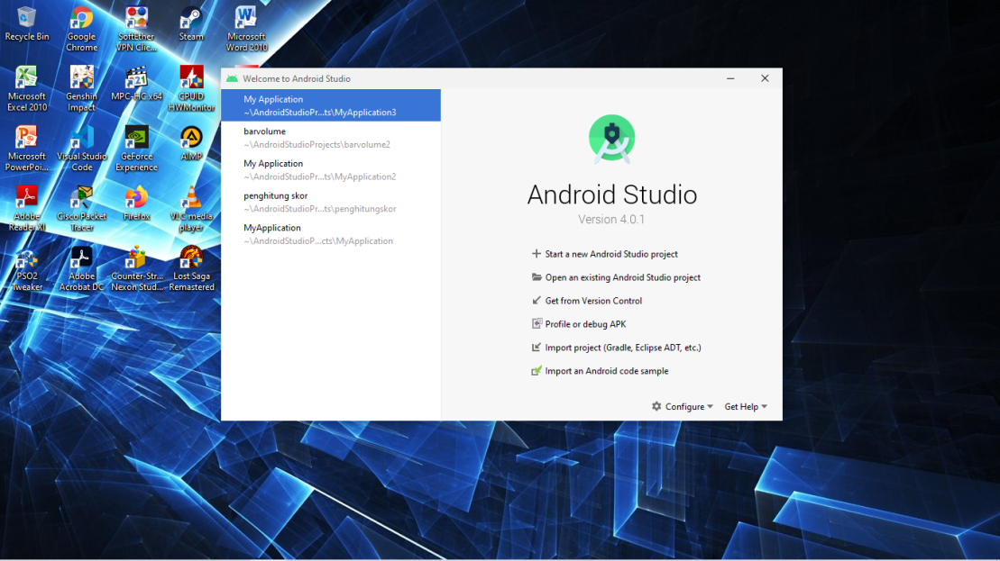 Recycle Bin
Google
Chrome
SoftEther
VPN Clie...
Steam
Microsoft
Word 2010
Microsoft
Excel 2010
Genshin
Impact
MPC-HC x64
CPUID
HWMonitor
Microsoft
PowerPoi...
Visual Studio
Code
GeForce
Experience
AIMP
Adobe
Reader XI
Cisco Packet
Tracer
Firefox
VLC media
player
PSO2
Tweaker
Adobe
Acrobat DC
Counter-Str...
Nexon Stud...
Lost Saga
Remastered
Welcome to Android Studio
My Application
~\AndroidStudioPr...ts\MyApplication3
barvolume
~\AndroidStudioProjects\barvolume2
My Application
~\AndroidStudioPr...ts\MyApplication2
penghitung skor
~\AndroidStudioPr...ts\penghitungskor
MyApplication
~\AndroidStudioP...cts\MyApplication
Android Studio
Version 4.0.1
Start a new Android Studio project
Open an existing Android Studio project
Get from Version Control
Profile or debug APK
Import project (Gradle, Eclipse ADT, etc.)
Import an Android code sample
Configure
Get Help